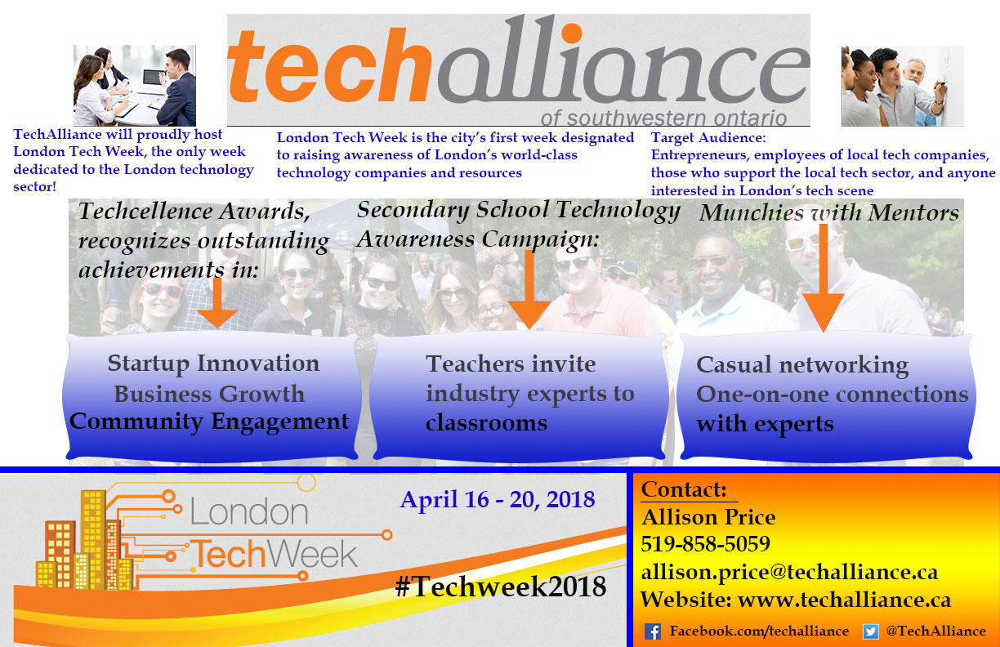 techalliance
of southwestern ontario
TechAlliance will proudly host
London Tech Week, the only week
dedicated to the London technology
sector!
London Tech Week is the city's first week designated
to raising awareness of London's world-class
technology companies and resources
Target Audience:
Entrepreneurs, employees of local tech companies,
those who support the local tech sector, and anyone
interested in London's tech scene
Techcellence Awards,
recognizes outstanding
achievements in:
Secondary School Technology
Awareness Campaign:
Munchies with Mentors
Startup Innovation
Business Growth
Community Engagement
Teachers invite
industry experts to
classrooms
Casual networking
One-on-one connections
with experts
London
TechWeek
April 16 - 20, 2018
#Techweek2018
Contact:
Allison Price
519-858-5059
allison.price@techalliance.ca
Website: www.techalliance.ca
Facebook.com/techalliance @TechAlliance